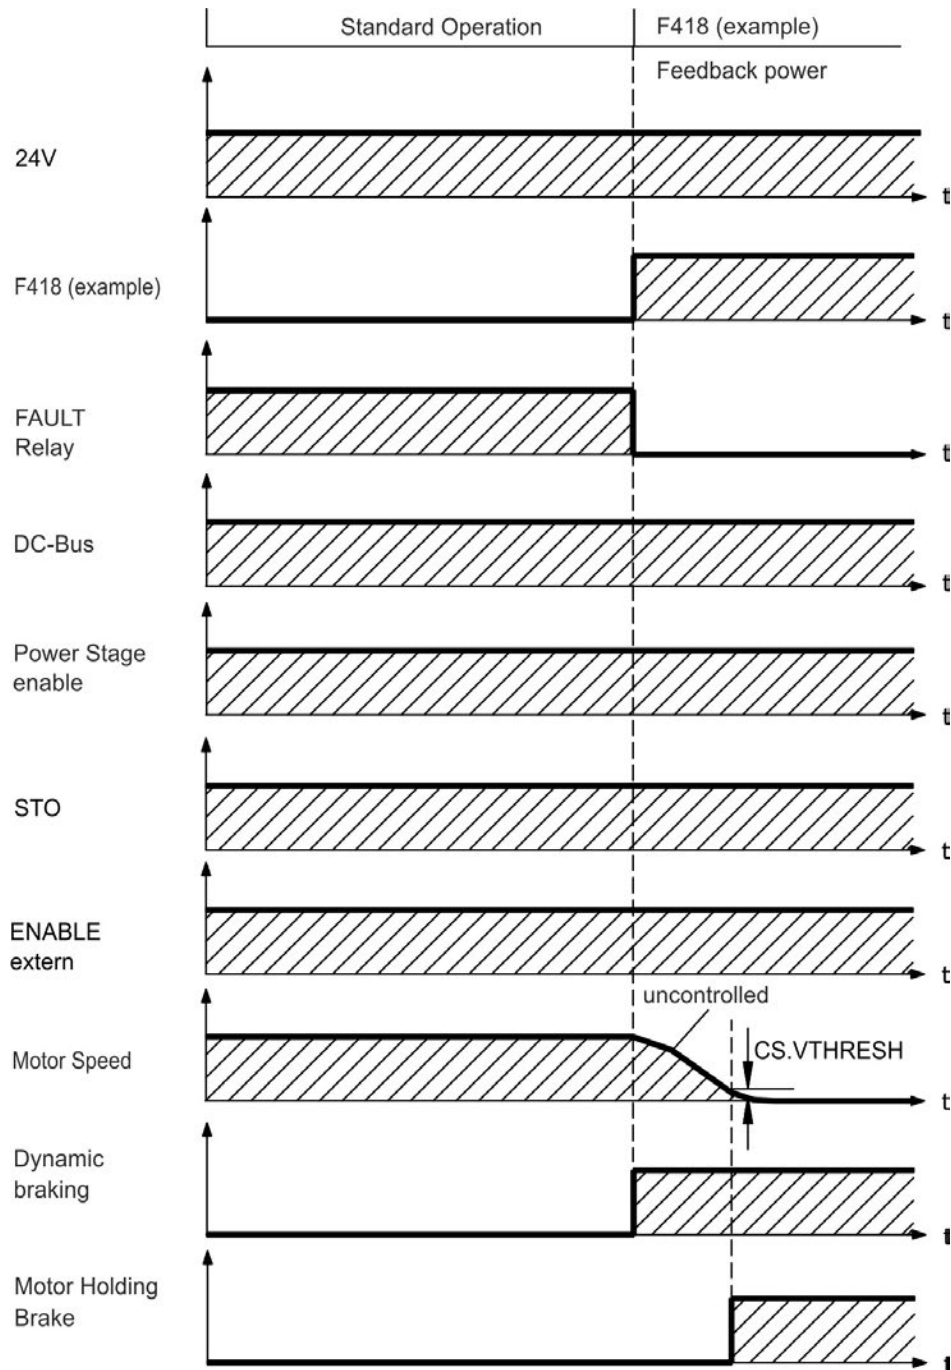 Standard Operation
F418 (example)
Feedback power
24V
t
F418 (example)
t
FAULT
Relay
t
DC-Bus
t
Power Stage
enable
t
STO
t
ENABLE
extern
t
uncontrolled
Motor Speed
CS.VTHRESH
t
Dynamic
braking
t
Motor Holding
Brake